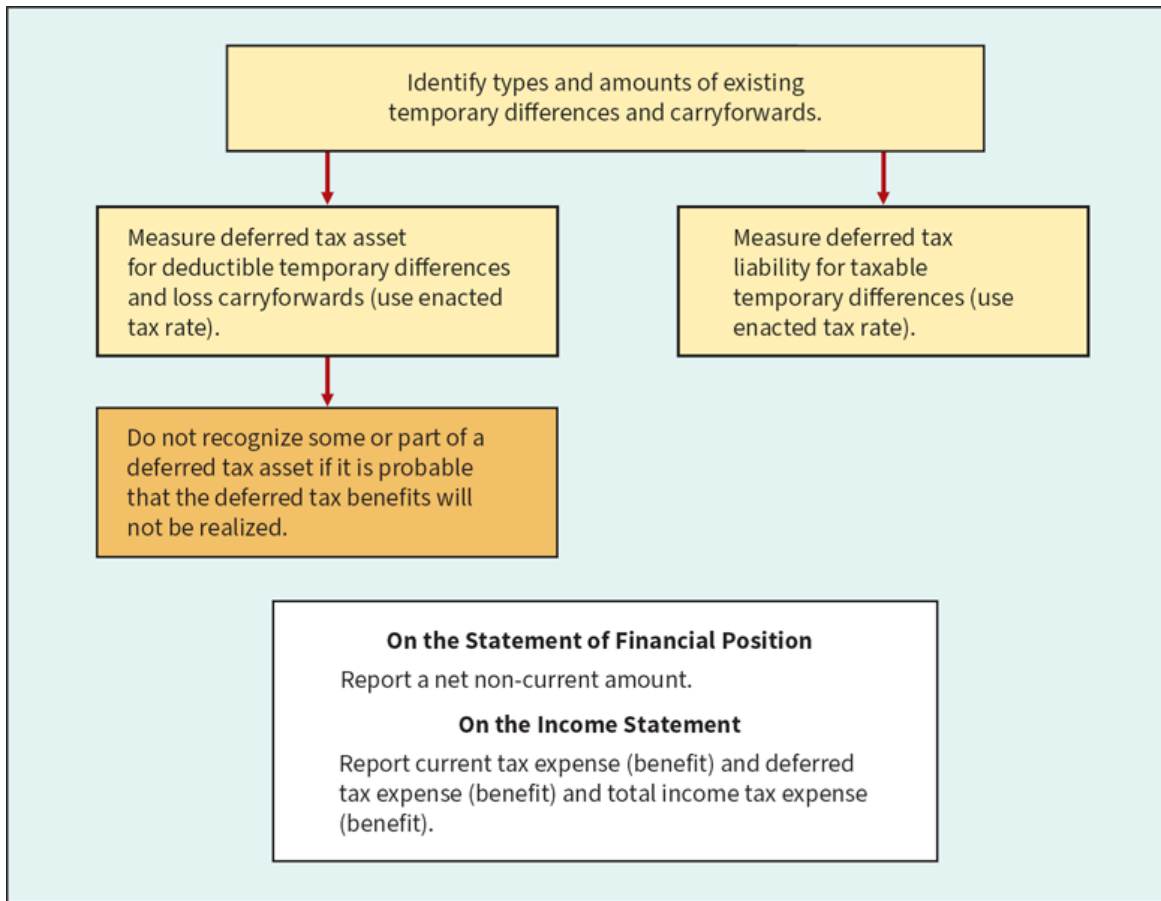 Identify types and amounts of existing
temporary differences and carryforwards.
Measure deferred tax asset
for deductible temporary differences
and loss carryforwards (use enacted
tax rate).
Measure deferred tax
liability for taxable
temporary differences (use
enacted tax rate).
Do not recognize some or part of a
deferred tax asset if it is probable
that the deferred tax benefits will
not be realized.
On the Statement of Financial Position
Report a net non-current amount.
On the Income Statement
Report current tax expense (benefit) and deferred
tax expense (benefit) and total income tax expense
(benefit).